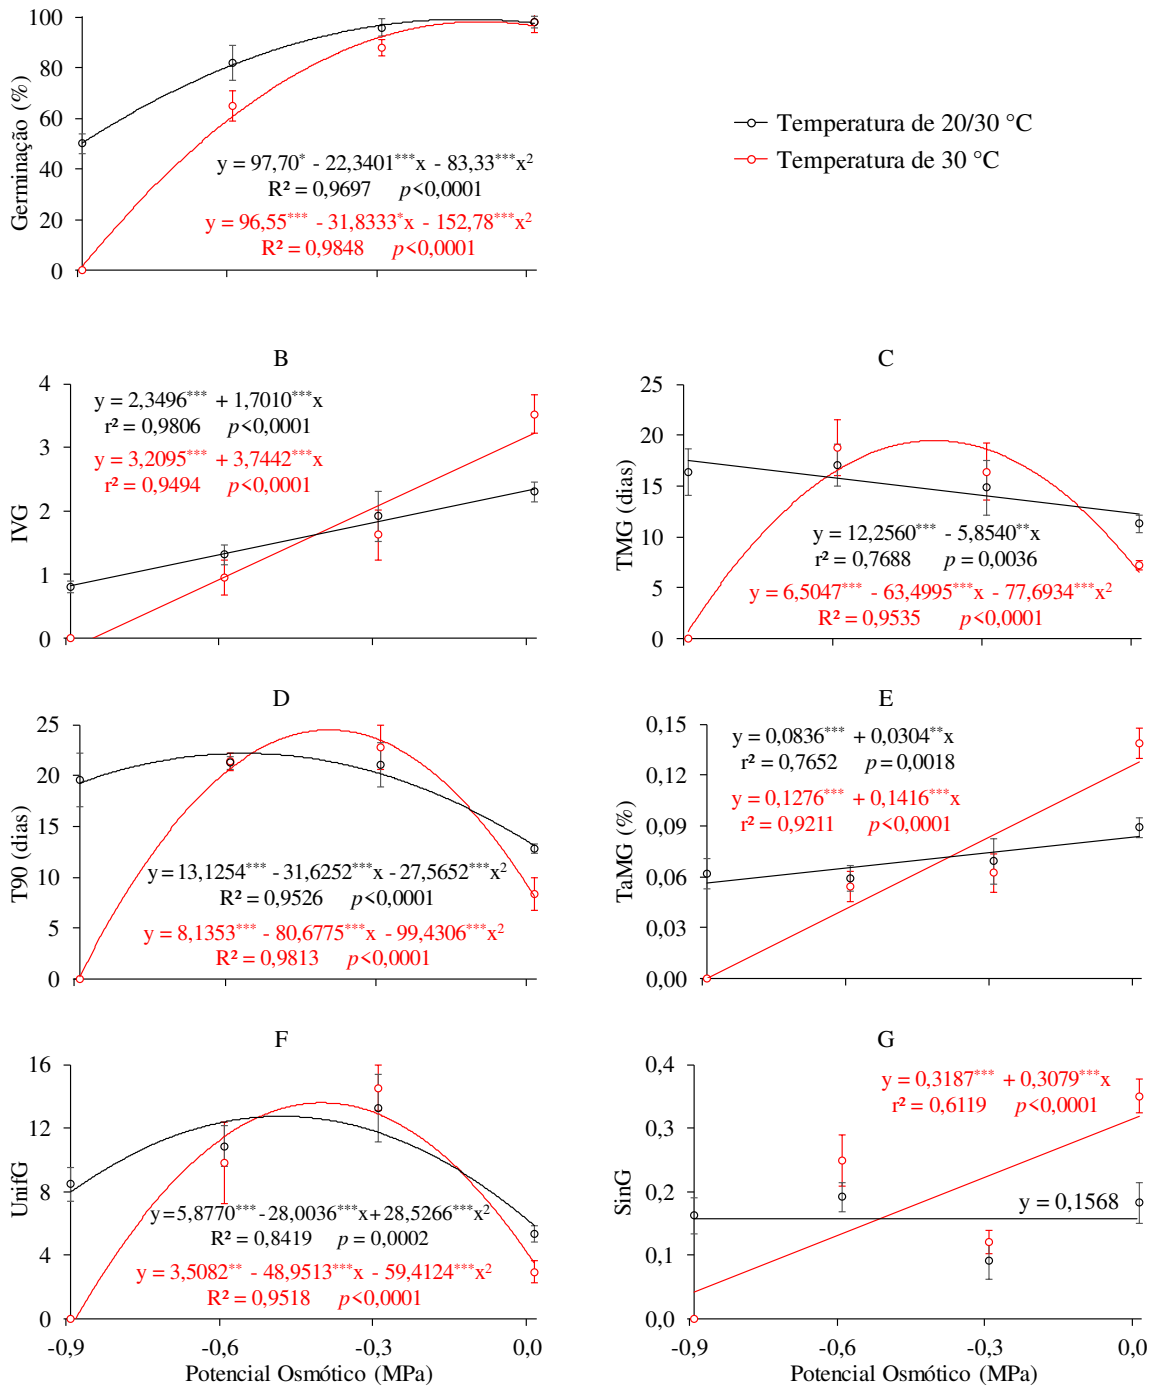 100
80
60
40
20
0
Germinação (%)
y = 97,70* - 22,3401***x - 83,33***x²
R² = 0,9697 p<0,0001
y = 96,55*** - 31,8333*x - 152,78***x²
R² = 0,9848 p<0,0001
Temperatura de 20/30 °C
Temperatura de 30 °C
B
4
3
2
1
0
IVG
y = 2,3496*** + 1,7010***x
r² = 0,9806 p<0,0001
y = 3,2095*** + 3,7442***x
r² = 0,9494 p<0,0001
C
25
20
15
10
5
0
TMG (dias)
y = 12,2560*** - 5,8540**x
r² = 0,7688 p = 0,0036
y = 6,5047*** - 63,4995***x - 77,6934***x²
R² = 0,9535 p<0,0001
D
25
20
15
10
5
0
T90 (dias)
y = 13,1254*** - 31,6252***x - 27,5652***x²
R² = 0,9526 p<0,0001
y = 8,1353*** - 80,6775***x - 99,4306***x²
R² = 0,9813 p<0,0001
E
0,15
0,12
0,09
0,06
0,03
0,00
TaMG (%)
y = 0,0836*** + 0,0304**x
r² = 0,7652 p = 0,0018
y = 0,1276*** + 0,1416***x
r² = 0,9211 p<0,0001
F
16
12
8
4
0
UnifG
y = 5,8770*** - 28,0036***x + 28,5266***x²
R² = 0,8419 p = 0,0002
y = 3,5082** - 48,9513***x - 59,4124***x²
R² = 0,9518 p<0,0001
-0,9 -0,6 -0,3 0,0
Potencial Osmótico (MPa)
G
0,4
0,3
0,2
0,1
0,0
SinG
y = 0,3187*** + 0,3079***x
r² = 0,6119 p<0,0001
y = 0,1568
-0,9 -0,6 -0,3 0,0
Potencial Osmótico (MPa)